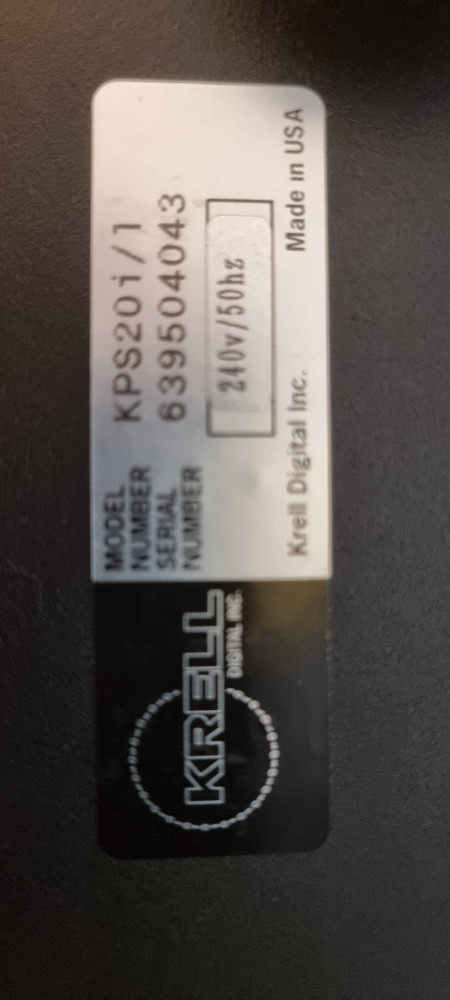 KRELL
DIGITAL INC.
MODEL
NUMBER KPS20i/1
SERIAL
NUMBER 639504043
240v/50hz
Krell Digital Inc. Made in USA